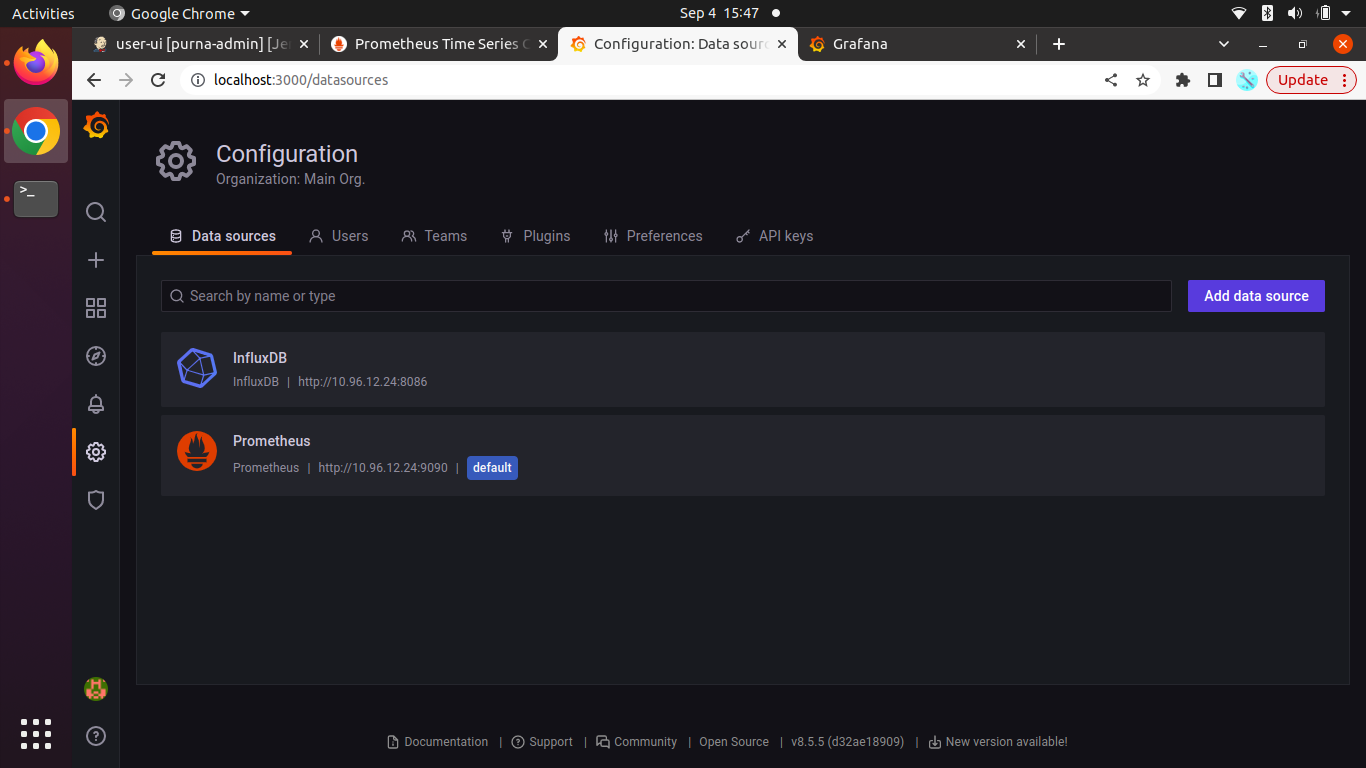 Activities Google Chrome Sep 4 15:47
user-ui [purna-admin] [Je Prometheus Time Series Configuration: Data sour Grafana
localhost:3000/datasources Update
Configuration
Organization: Main Org.
Data sources Users Teams Plugins Preferences API keys
Search by name or type Add data source
InfluxDB
InfluxDB | http://10.96.12.24:8086
Prometheus
Prometheus | http://10.96.12.24:9090 | default
Documentation | Support | Community | Open Source | v8.5.5 (d32ae18909) | New version available!